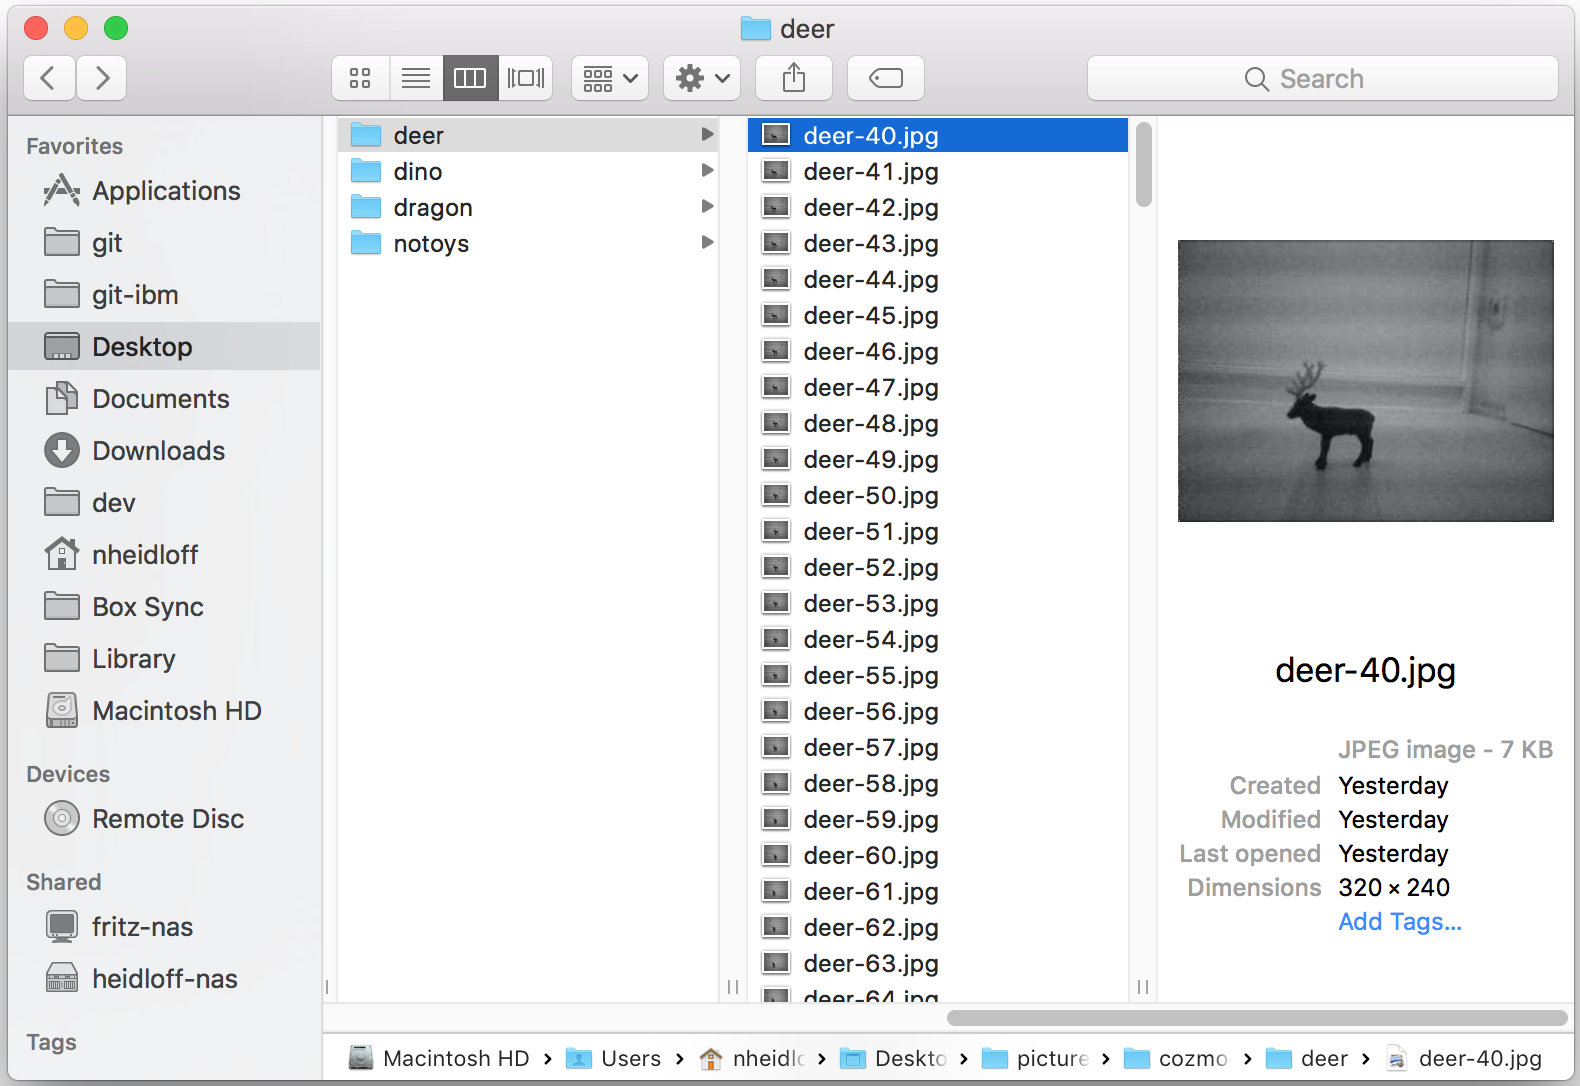 deer
Search
Favorites
Applications
git
git-ibm
Desktop
Documents
Downloads
dev
nheidloff
Box Sync
Library
Macintosh HD
Devices
Remote Disc
Shared
fritz-nas
heidloff-nas
Tags
deer
dino
dragon
notoys
deer-40.jpg
deer-41.jpg
deer-42.jpg
deer-43.jpg
deer-44.jpg
deer-45.jpg
deer-46.jpg
deer-47.jpg
deer-48.jpg
deer-49.jpg
deer-50.jpg
deer-51.jpg
deer-52.jpg
deer-53.jpg
deer-54.jpg
deer-55.jpg
deer-56.jpg
deer-57.jpg
deer-58.jpg
deer-59.jpg
deer-60.jpg
deer-61.jpg
deer-62.jpg
deer-63.jpg
deer-64.jpg
deer-40.jpg
JPEG image - 7 KB
Created Yesterday
Modified Yesterday
Last opened Yesterday
Dimensions 320 × 240
Add Tags...
Macintosh HD › Users › nheidlo › Deskto › picture › cozmo › deer › deer-40.jpg